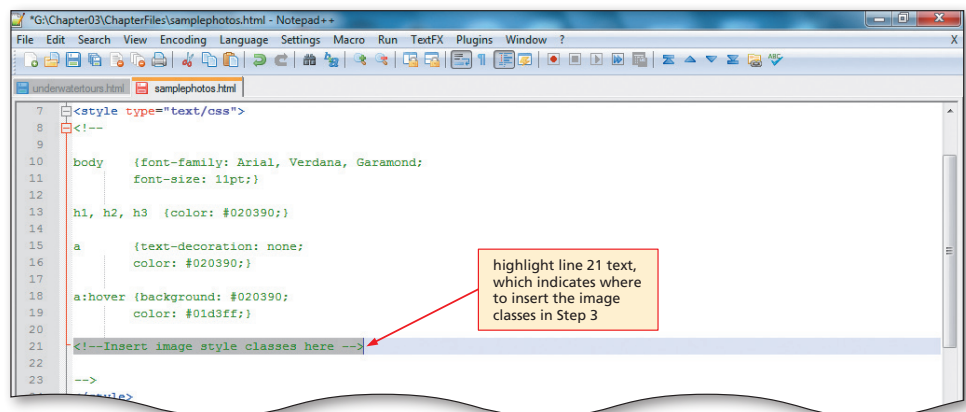 *G:\Chapter03\ChapterFiles\samplephotos.html - Notepad++
File Edit Search View Encoding Language Settings Macro Run TextFX Plugins Window ? X
underwatertours.html samplephotos.html
7 <style type="text/css">
8 <!--
9
10 body {font-family: Arial, Verdana, Garamond;
11 font-size: 11pt;}
12
13 h1, h2, h3 {color: #020390;}
14
15 a {text-decoration: none;
16 color: #020390;}
17
18 a:hover {background: #020390;
19 color: #01d3ff;}
20
21 <!--Insert image style classes here -->
22
23 -->
</style>
highlight line 21 text,
which indicates where
to insert the image
classes in Step 3